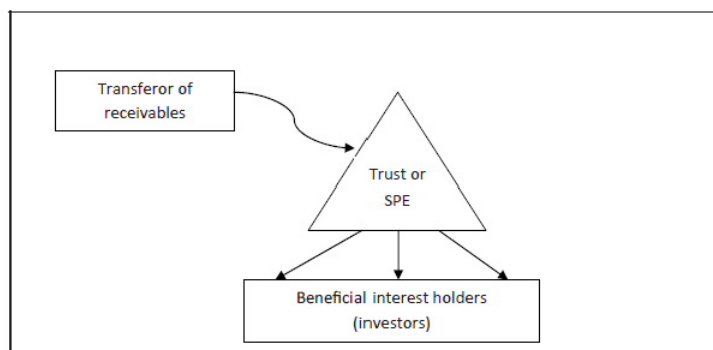 Transferor of
receivables
Trust or
SPE
Beneficial interest holders
(investors)